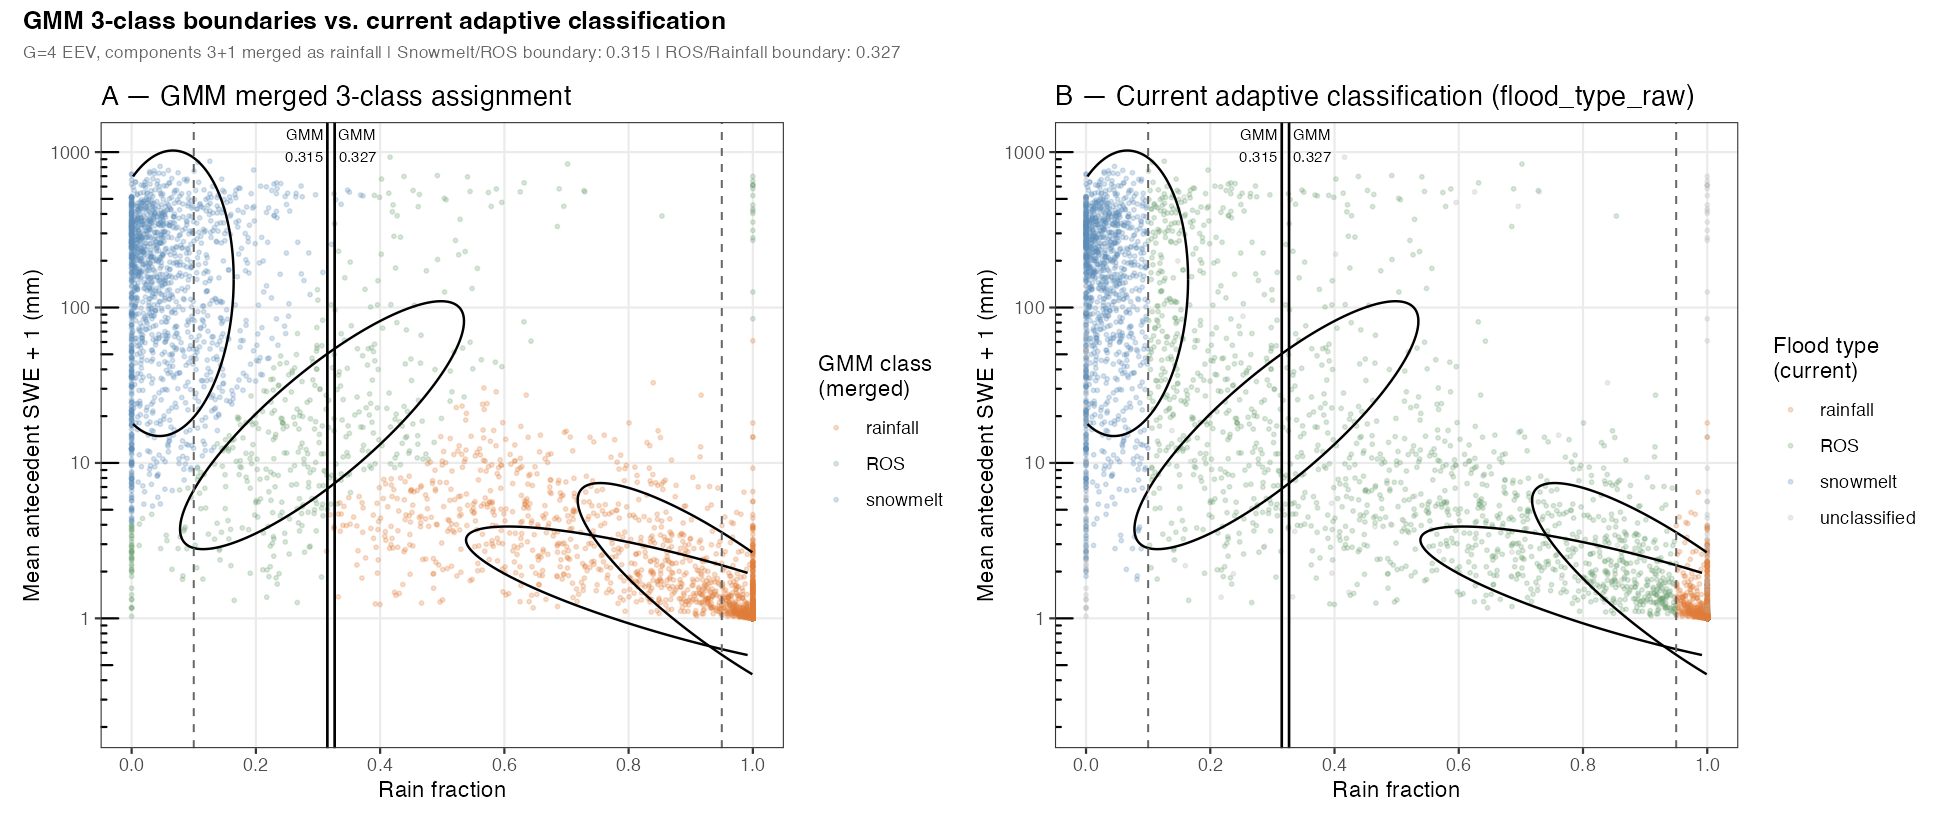 GMM 3-class boundaries vs. current adaptive classification
G=4 EEV, components 3+1 merged as rainfall | Snowmelt/ROS boundary: 0.315 | ROS/Rainfall boundary: 0.327
A — GMM merged 3-class assignment
GMM
0.315
GMM
0.327
1000
100
10
1
Mean antecedent SWE + 1 (mm)
0.0
0.2
0.4
0.6
0.8
1.0
Rain fraction
GMM class
(merged)
rainfall
ROS
snowmelt
B — Current adaptive classification (flood_type_raw)
GMM
0.315
GMM
0.327
1000
100
10
1
Mean antecedent SWE + 1 (mm)
0.0
0.2
0.4
0.6
0.8
1.0
Rain fraction
Flood type
(current)
rainfall
ROS
snowmelt
unclassified